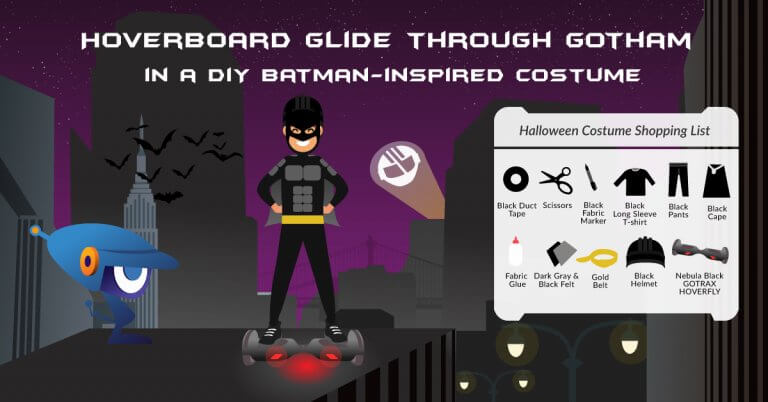 HOVERBOARD GLIDE THROUGH GOTHAM
IN A DIY BATMAN-INSPIRED COSTUME
Halloween Costume Shopping List
Black Duct
Tape
Scissors
Black
Fabric
Marker
Black
Long Sleeve
T-shirt
Black
Pants
Black
Cape
Fabric
Glue
Dark Gray &
Black Felt
Gold
Belt
Black
Helmet
Nebula Black
GOTRAX
HOVERFLY